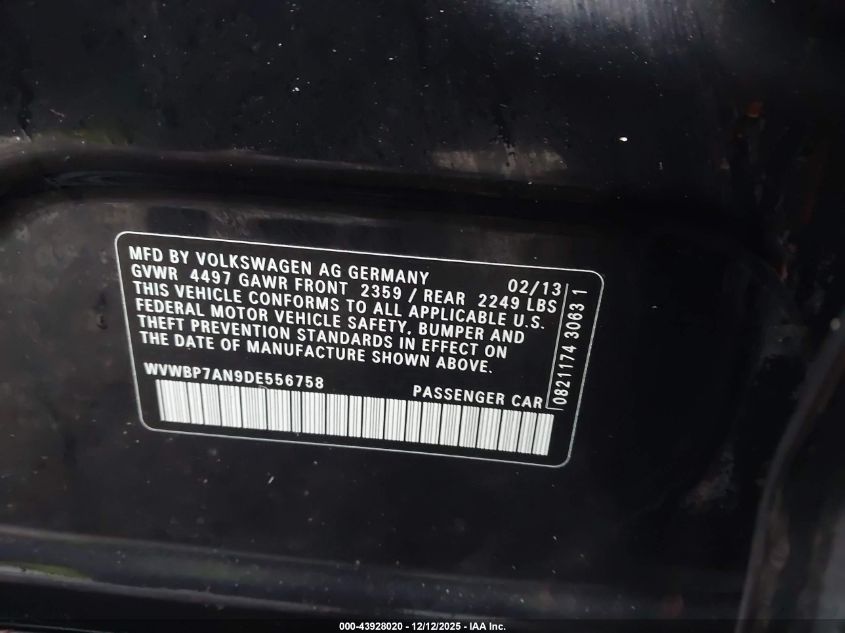 MFD BY VOLKSWAGEN AG GERMANY 02/13
GVWR 4497 GAWR FRONT 2359 / REAR 2249 LBS
THIS VEHICLE CONFORMS TO ALL APPLICABLE U.S.
FEDERAL MOTOR VEHICLE SAFETY, BUMPER AND
THEFT PREVENTION STANDARDS IN EFFECT ON
THE DATE OF MANUFACTURE SHOWN ABOVE.
WVWBP7AN9DE556758
PASSENGER CAR
0821174 30631
000-43928020 - 12/12/2025 - IAA Inc.